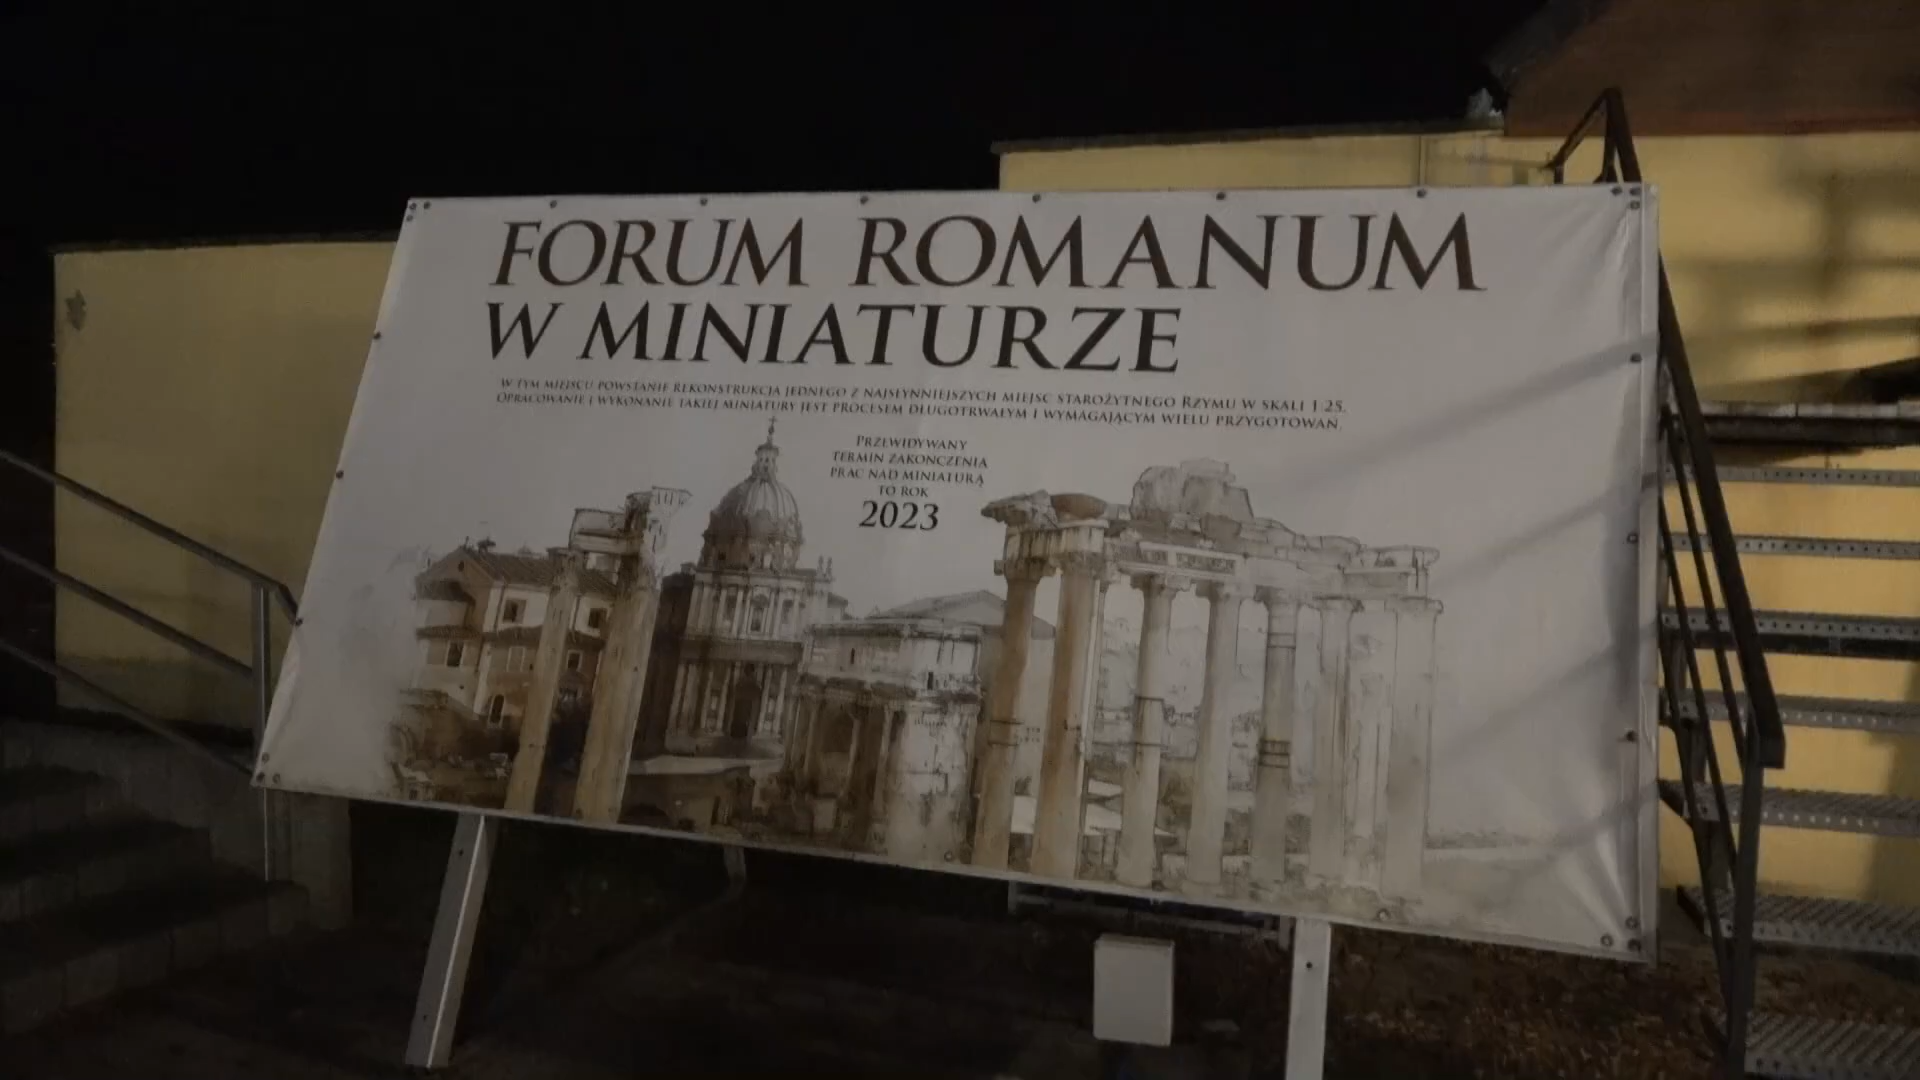 FORUM ROMANUM
W MINIATURZE
W TYM MIEJSCU POWSTANIE REKONSTRUKCJA JEDNEGO Z NAJSŁYNNIEJSZYCH MIEJSC STAROŻYTNEGO RZYMU W SKALI 1:25.
OPRACOWANIE I WYKONANIE TAKIEJ MINIATURY JEST PROCESEM DŁUGOTRWAŁYM I WYMAGAJĄCYM WIELU PRZYGOTOWAŃ.
PRZEWIDYWANY
TERMIN ZAKOŃCZENIA
PRAC NAD MINIATURĄ
TO ROK
2023